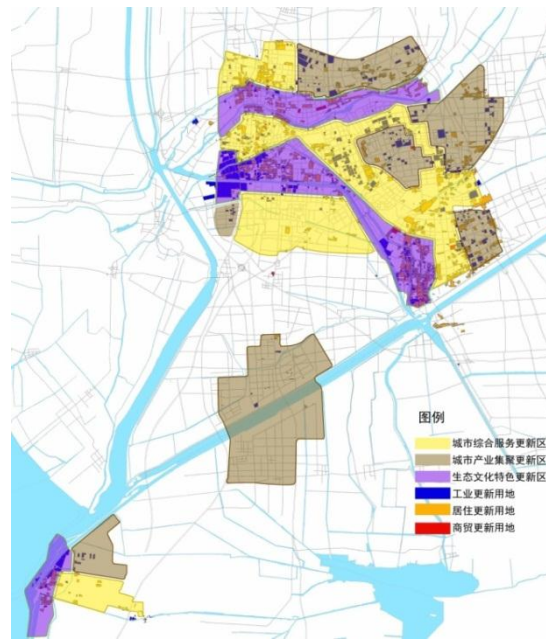 图例
城市综合服务更新区
城市产业集聚更新区
生态文化特色更新区
工业更新用地
居住更新用地
商贸更新用地